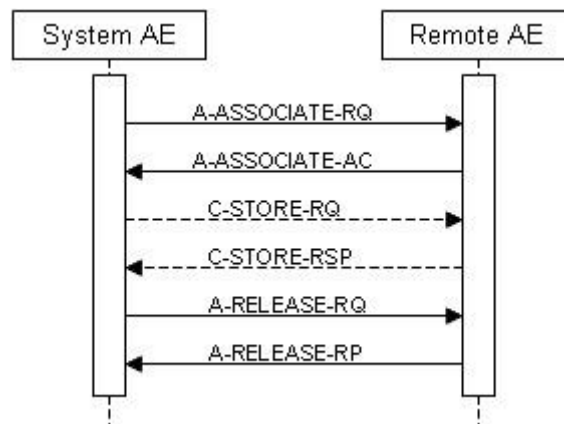 System AE
Remote AE
A-ASSOCIATE-RQ
A-ASSOCIATE-AC
C-STORE-RQ
C-STORE-RSP
A-RELEASE-RQ
A-RELEASE-RP